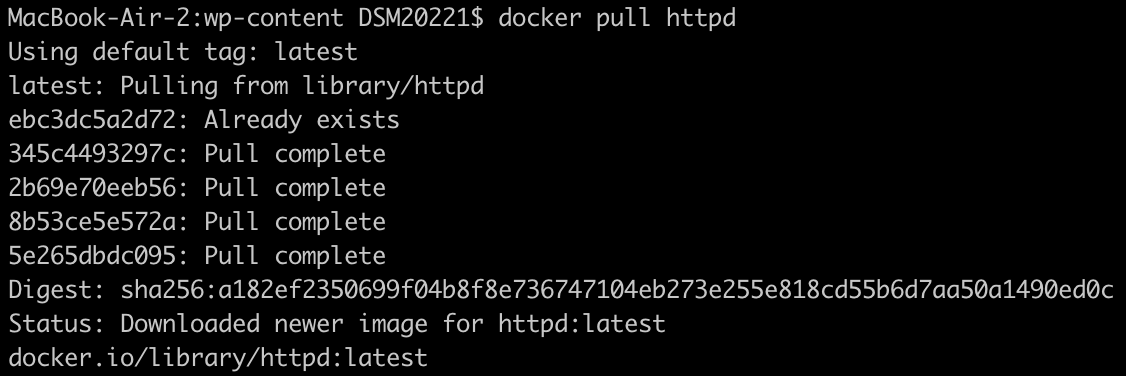 MacBook-Air-2:wp-content DSM20221$ docker pull httpd
Using default tag: latest
latest: Pulling from library/httpd
ebc3dc5a2d72: Already exists
345c4493297c: Pull complete
2b69e70eeb56: Pull complete
8b53ce5e572a: Pull complete
5e265dbdc095: Pull complete
Digest: sha256:a182ef2350699f04b8f8e736747104eb273e255e818cd55b6d7aa50a1490ed0c
Status: Downloaded newer image for httpd:latest
docker.io/library/httpd:latest